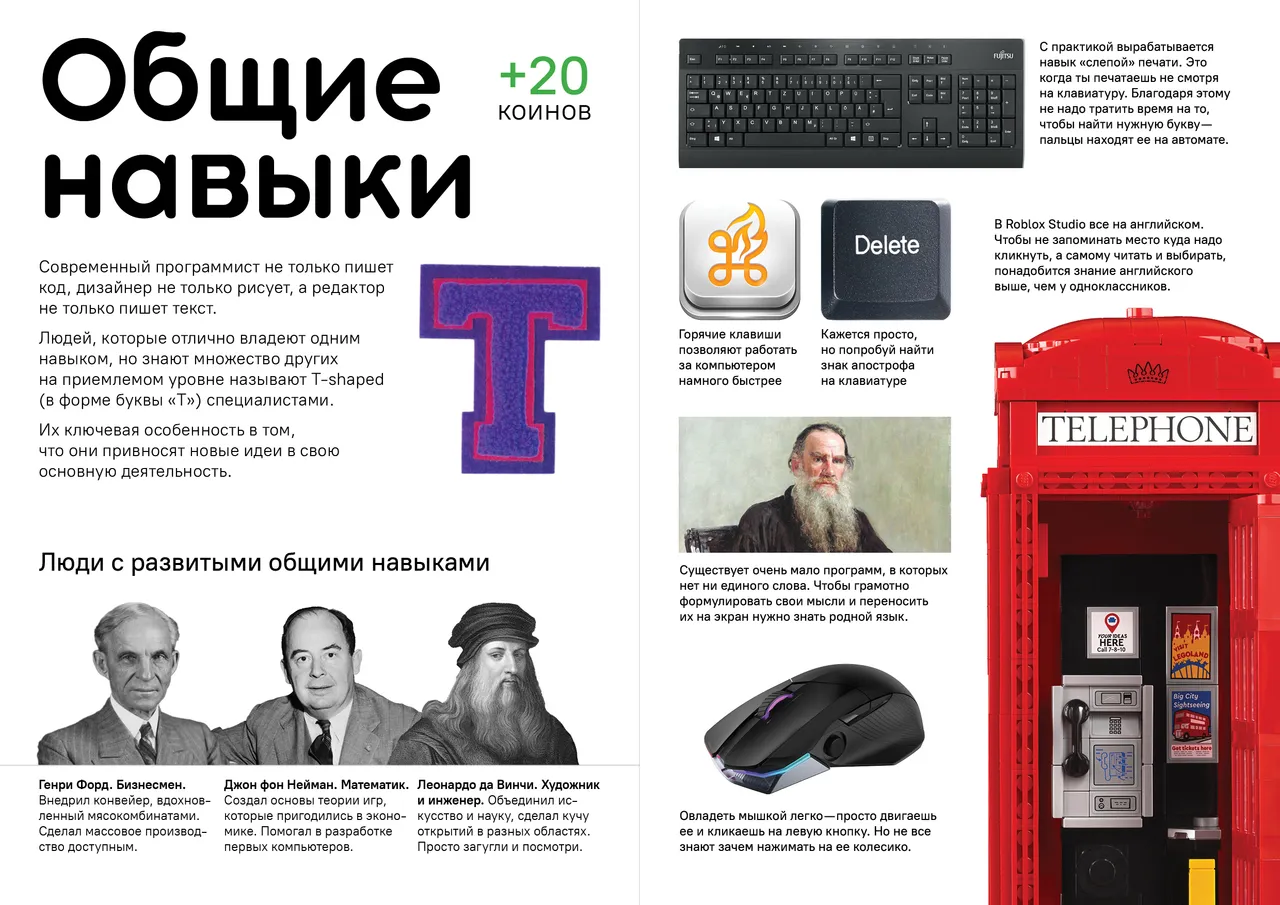 Общие
навыки
+20
коинов
Современный программист не только пишет
код, дизайнер не только рисует, а редактор
не только пишет текст.
Людей, которые отлично владеют одним
навыком, но знают множество других
на приемлемом уровне называют T-shaped
(в форме буквы «Т») специалистами.
Их ключевая особенность в том,
что они привносят новые идеи в свою
основную деятельность.
T
Люди с развитыми общими навыками
Генри Форд. Бизнесмен.
Внедрил конвейер, вдохнов-
ленный мясокомбинатами.
Сделал массовое производ-
ство доступным.
Джон фон Нейман. Математик.
Создал основы теории игр,
которые пригодились в эконо-
мике. Помогал в разработке
первых компьютеров.
Леонардо да Винчи. Художник
и инженер. Объединил ис-
кусство и науку, сделал кучу
открытий в разных областях.
Просто загугли и посмотри.
FUJITSU
С практикой вырабатывается
навык «слепой» печати. Это
когда ты печатаешь не смотря
на клавиатуру. Благодаря этому
не надо тратить время на то,
чтобы найти нужную букву—
пальцы находят ее на автомате.
Delete
Горячие клавиши
позволяют работать
за компьютером
намного быстрее
Кажется просто,
но попробуй найти
знак апострофа
на клавиатуре
В Roblox Studio все на английском.
Чтобы не запоминать место куда надо
кликнуть, а самому читать и выбирать,
понадобится знание английского
выше, чем у одноклассников.
Существует очень мало программ, в которых
нет ни единого слова. Чтобы грамотно
формулировать свои мысли и переносить
их на экран нужно знать родной язык.
Овладеть мышкой легко—просто двигаешь
ее и кликаешь на левую кнопку. Но не все
знают зачем нажимать на ее колесико.
TELEPHONE
YOUR IDEAS
HERE
Call 7-8-10
VISIT
LEGOLAND
Big City
Sightseeing
Get tickets here